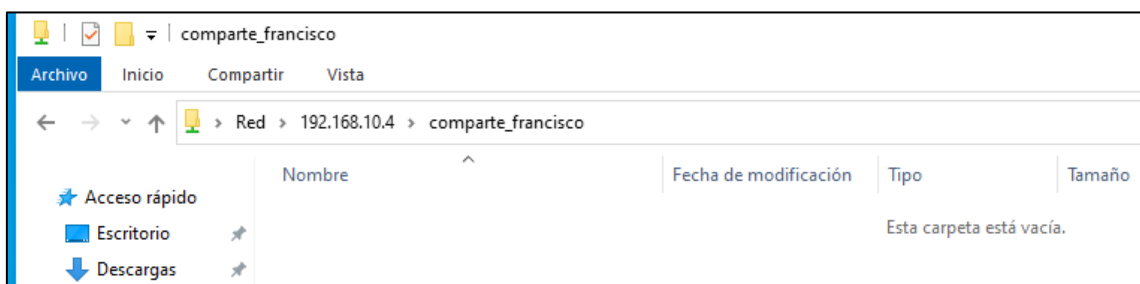 comparte_francisco
Archivo Inicio Compartir Vista
Red > 192.168.10.4 > comparte_francisco
Nombre Fecha de modificación Tipo Tamaño
Acceso rápido
Esta carpeta está vacía.
Escritorio
Descargas